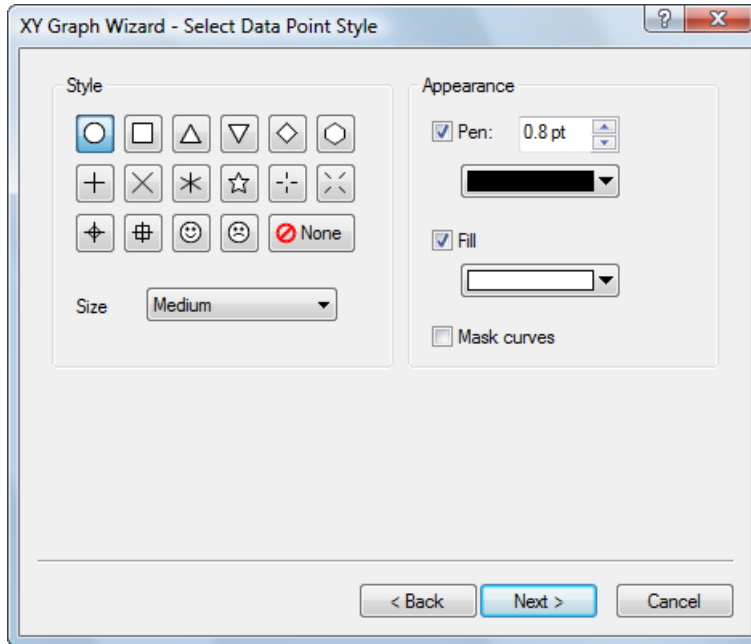 XY Graph Wizard - Select Data Point Style
Style
Appearance
Pen: 0.8 pt
Fill
None
Size Medium
Mask curves
< Back Next > Cancel